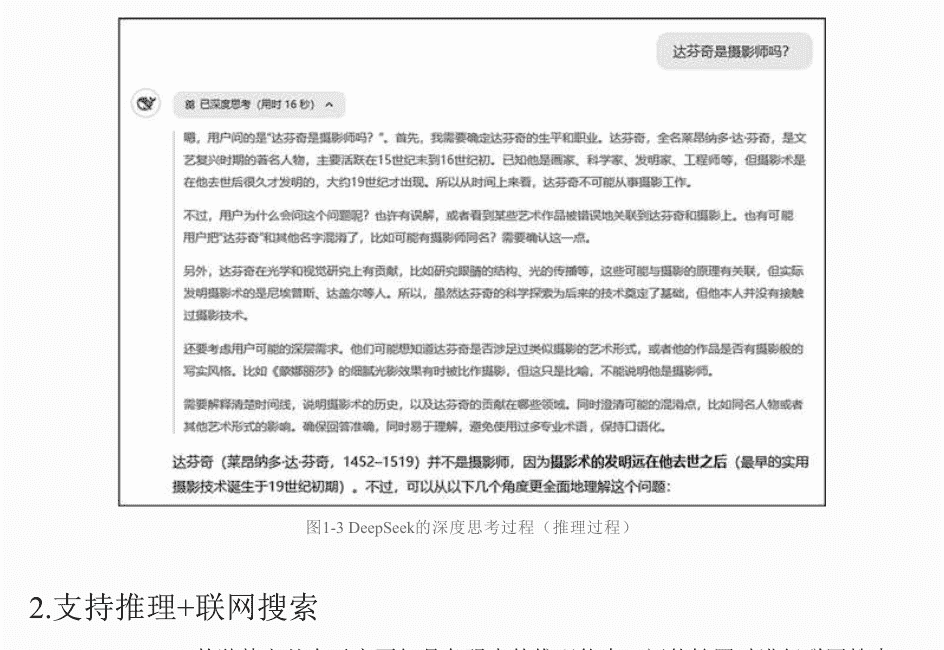 达芬奇是摄影师吗？
已深度思考（用时 16 秒）
嗯，用户问的是“达芬奇是摄影师吗？”。首先，我需要确定达芬奇的生平和职业。达芬奇，全名莱昂纳多·达·芬奇，是文
艺复兴时期的著名人物，主要活跃在15世纪末到16世纪初。已知他是画家、科学家、发明家、工程师等，但摄影术是
在他去世后很久才发明的，大约19世纪才出现。所以从时间上来看，达芬奇不可能从事摄影工作。
不过，用户为什么会问这个问题呢？也许有误解，或者看到某些艺术作品被错误地关联到达芬奇和摄影上。也有可能
用户把“达芬奇”和其他名字混淆了，比如可能有摄影师同名？需要确认这一点。
另外，达芬奇在光学和视觉研究上有贡献，比如研究眼睛的结构、光的传播等，这些可能与摄影的原理有关联，但实际
发明摄影术的是尼埃普斯、达盖尔等人。所以，虽然达芬奇的科学探索为后来的技术奠定了基础，但他本人并没有接触
过摄影技术。
还要考虑用户可能的深层需求。他们可能想知道达芬奇是否涉足过类似摄影的艺术形式，或者他的作品是否有摄影般的
写实风格。比如《蒙娜丽莎》的细腻光影效果有时被比作摄影，但这只是比喻，不能说明他是摄影师。
需要解释清楚时间线，说明摄影术的历史，以及达芬奇的贡献在哪些领域。同时澄清可能的混淆点，比如同名人物或者
其他艺术形式的影响。确保回答准确，同时易于理解，避免使用过多专业术语，保持口语化。
达芬奇（莱昂纳多·达·芬奇，1452–1519）并不是摄影师，因为摄影术的发明远在他去世之后（最早的实用
摄影技术诞生于19世纪初期）。不过，可以从以下几个角度更全面地理解这个问题：
图1-3 DeepSeek的深度思考过程（推理过程）
2.支持推理+联网搜索